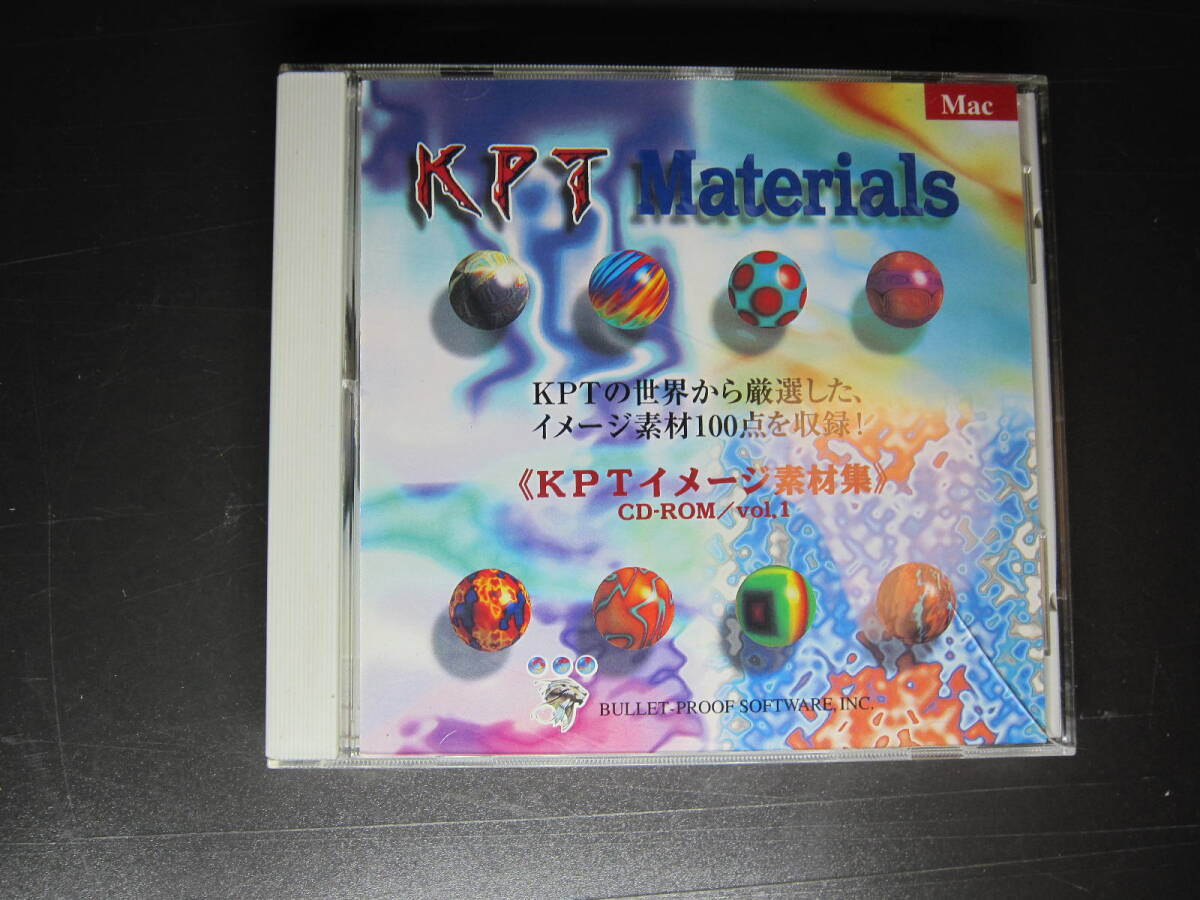 Mac
KPT Materials
KPTの世界から厳選した、
イメージ素材100点を収録!
《KPTイメージ素材集》
CD-ROM/vol.1
BULLET-PROOF SOFTWARE, INC.